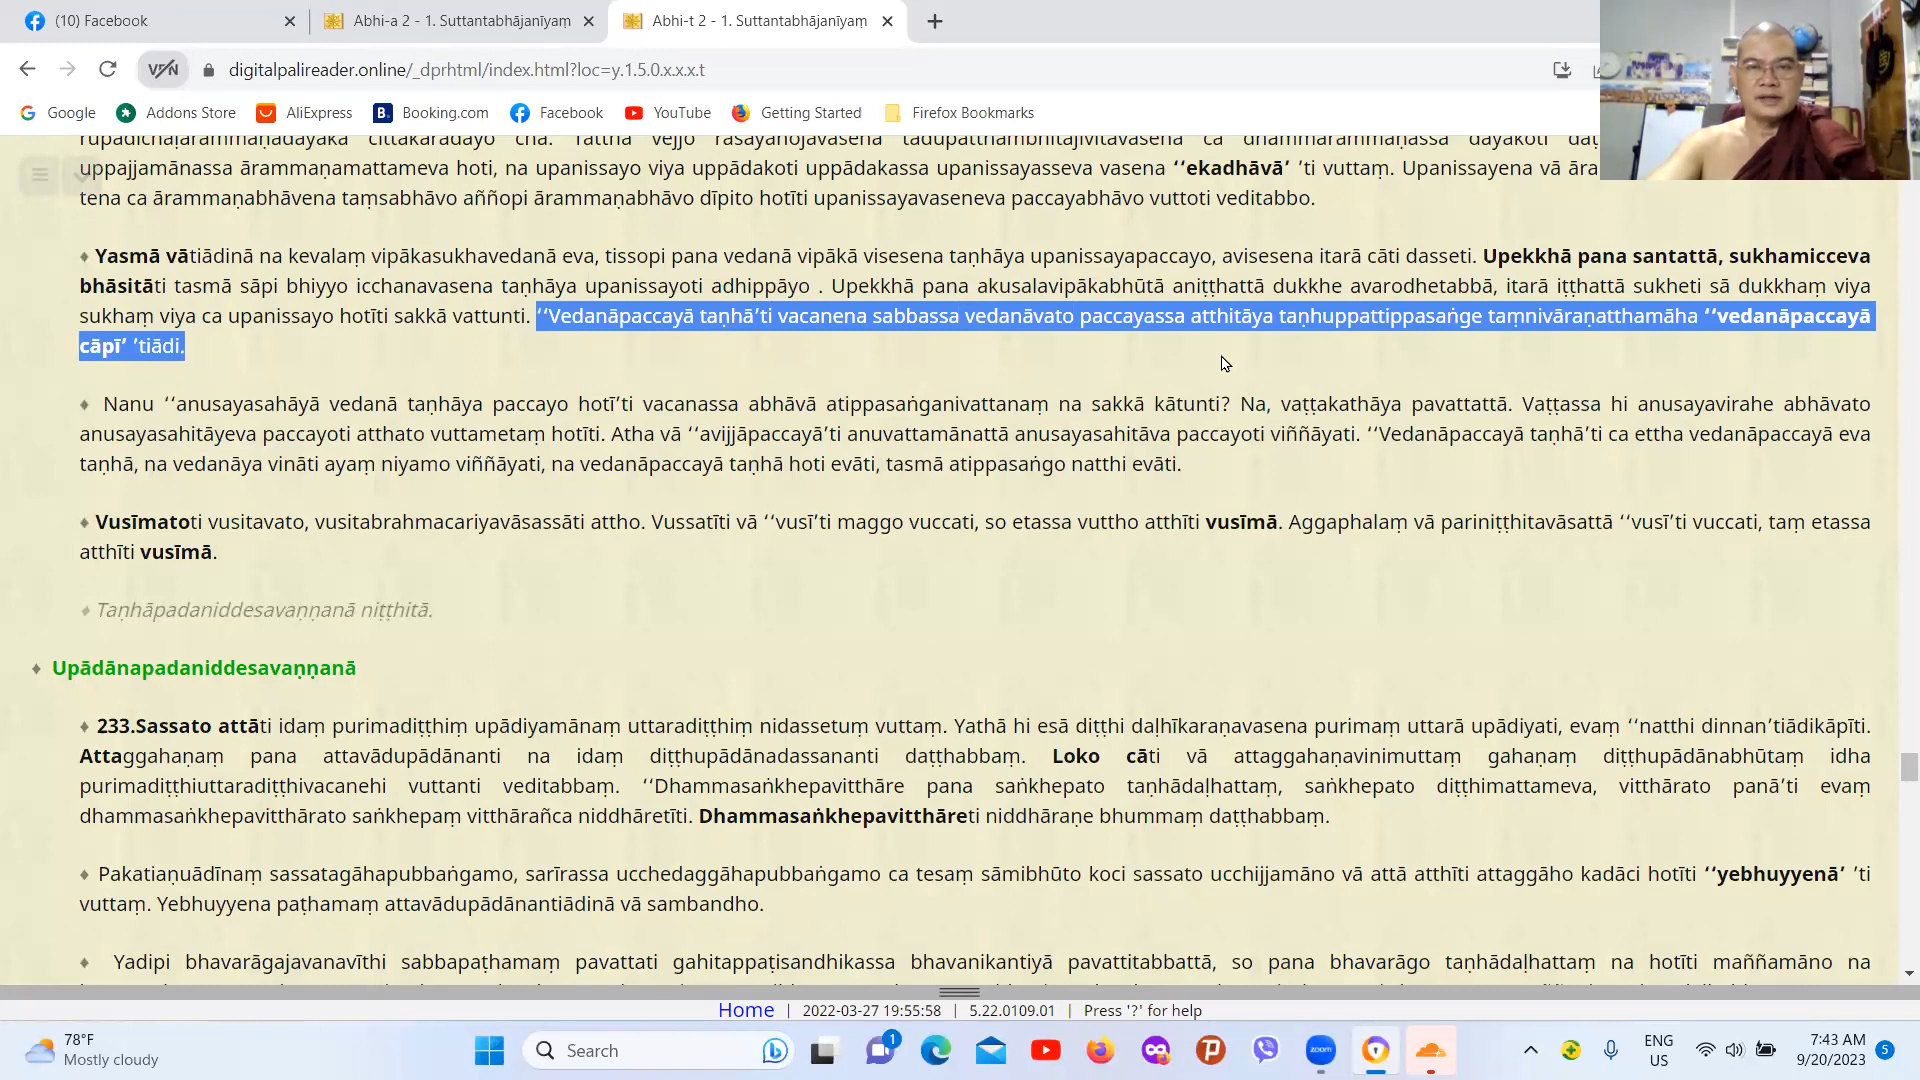 (10) Facebook
Abhi-a 2 - 1. Suttantabhājanīyaṃ
Abhi-t 2 - 1. Suttantabhājanīyaṃ
VPN
digitalpalireader.online/_dprhtml/index.html?loc=y.1.5.0.x.x.x.t
Google Addons Store AliExpress B. Booking.com Facebook YouTube Getting Started Firefox Bookmarks
uppajjamānassa ārammaṇamattameva hoti, na upanissayo viya uppādakoti uppādakassa upanissayasseva vasena ‘‘ekadhāvā’ ’ti vuttaṃ. Upanissayena vā
tena ca ārammaṇabhāvena taṃsabhāvo aññopi ārammaṇabhāvo dīpito hotīti upanissayavaseneva paccayabhāvo vuttoti veditabbo.
♦ Yasmā vātiādinā na kevalaṃ vipākasukhavedanā eva, tissopi pana vedanā vipākā visesena taṇhāya upanissayapaccayo, avisesena itarā cāti dasseti. Upekkhā pana santattā, sukhamicceva
bhāsitāti tasmā sāpi bhiyyo icchanavasena taṇhāya upanissayoti adhippāyo . Upekkhā pana akusalavipākabhūtā aniṭṭhattā dukkhe avarodhetabbā, itarā iṭṭhattā sukheti sā dukkhaṃ viya
sukhaṃ viya ca upanissayo hotīti sakkā vattunti. ‘‘Vedanāpaccayā taṇhā’ti vacanena sabbassa vedanāvato paccayassa atthitāya taṇhuppattippasaṅge taṃnivāraṇatthamāha ‘‘vedanāpaccayā
cāpī’ ’tiādi.
♦ Nanu ‘‘anusayasahāyā vedanā taṇhāya paccayo hotī’ti vacanassa abhāvā atippasaṅganivattanaṃ na sakkā kātunti? Na, vaṭṭakathāya pavattattā. Vaṭṭassa hi anusayavirahe abhāvato
anusayasahitāyeva paccayoti atthato vuttametaṃ hotīti. Atha vā ‘‘avijjāpaccayā’ti anuvattamānattā anusayasahitāva paccayoti viññāyati. ‘‘Vedanāpaccayā taṇhā’ti ca ettha vedanāpaccayā eva
taṇhā, na vedanāya vināti ayaṃ niyamo viññāyati, na vedanāpaccayā taṇhā hoti evāti, tasmā atippasaṅgo natthi evāti.
♦ Vusīmatoti vusitavato, vusitabrahmacariyavāsassāti attho. Vussatīti vā ‘‘vusī’ti maggo vuccati, so etassa vuttho atthīti vusīmā. Aggaphalaṃ vā pariniṭṭhitavāsattā ‘‘vusī’ti vuccati, taṃ etassa
atthīti vusīmā.
♦ Taṇhāpadaniddesavaṇṇanā niṭṭhitā.
♦ Upādānapadaniddesavaṇṇanā
♦ 233.Sassato attāti idaṃ purimadiṭṭhiṃ upādiyamānaṃ uttaradiṭṭhiṃ nidassetuṃ vuttaṃ. Yathā hi esā diṭṭhi daḷhīkaraṇavasena purimaṃ uttarā upādiyati, evaṃ ‘‘natthi dinnan’tiādikāpīti.
Attaggahaṇaṃ pana attavādupādānanti na idaṃ diṭṭhupādānadassananti daṭṭhabbaṃ. Loko cāti vā attaggahaṇavinimuttaṃ gahaṇaṃ diṭṭhupādānabhūtaṃ idha
purimadiṭṭhiuttaradiṭṭhivacanehi vuttanti veditabbaṃ. ‘‘Dhammasaṅkhepavitthāre pana saṅkhepato taṇhādaḷhattaṃ, saṅkhepato diṭṭhimattameva, vitthārato panā’ti evaṃ
dhammasaṅkhepavitthārato saṅkhepaṃ vitthārañca niddhāretīti. Dhammasaṅkhepavitthāreti niddhāraṇe bhummaṃ daṭṭhabbaṃ.
♦ Pakatiaṇuādīnaṃ sassatagāhapubbaṅgamo, sarīrassa ucchedaggāhapubbaṅgamo ca tesaṃ sāmibhūto koci sassato ucchijjamāno vā attā atthīti attaggāho kadāci hotīti ‘‘yebhuyyenā’ ’ti
vuttaṃ. Yebhuyyena paṭhamaṃ attavādupādānantiādinā vā sambandho.
♦ Yadipi bhavarāgajavanavīthi sabbapaṭhamaṃ pavattati gahitappaṭisandhikassa bhavanikantiyā pavattitabbattā, so pana bhavarāgo taṇhādaḷhattaṃ na hotīti maññamāno na
Home | 2022-03-27 19:55:58 | 5.22.0109.01 | Press '?' for help
78°F
Mostly cloudy
Search
1
zoom
ENG
US
7:43 AM
9/20/2023
5